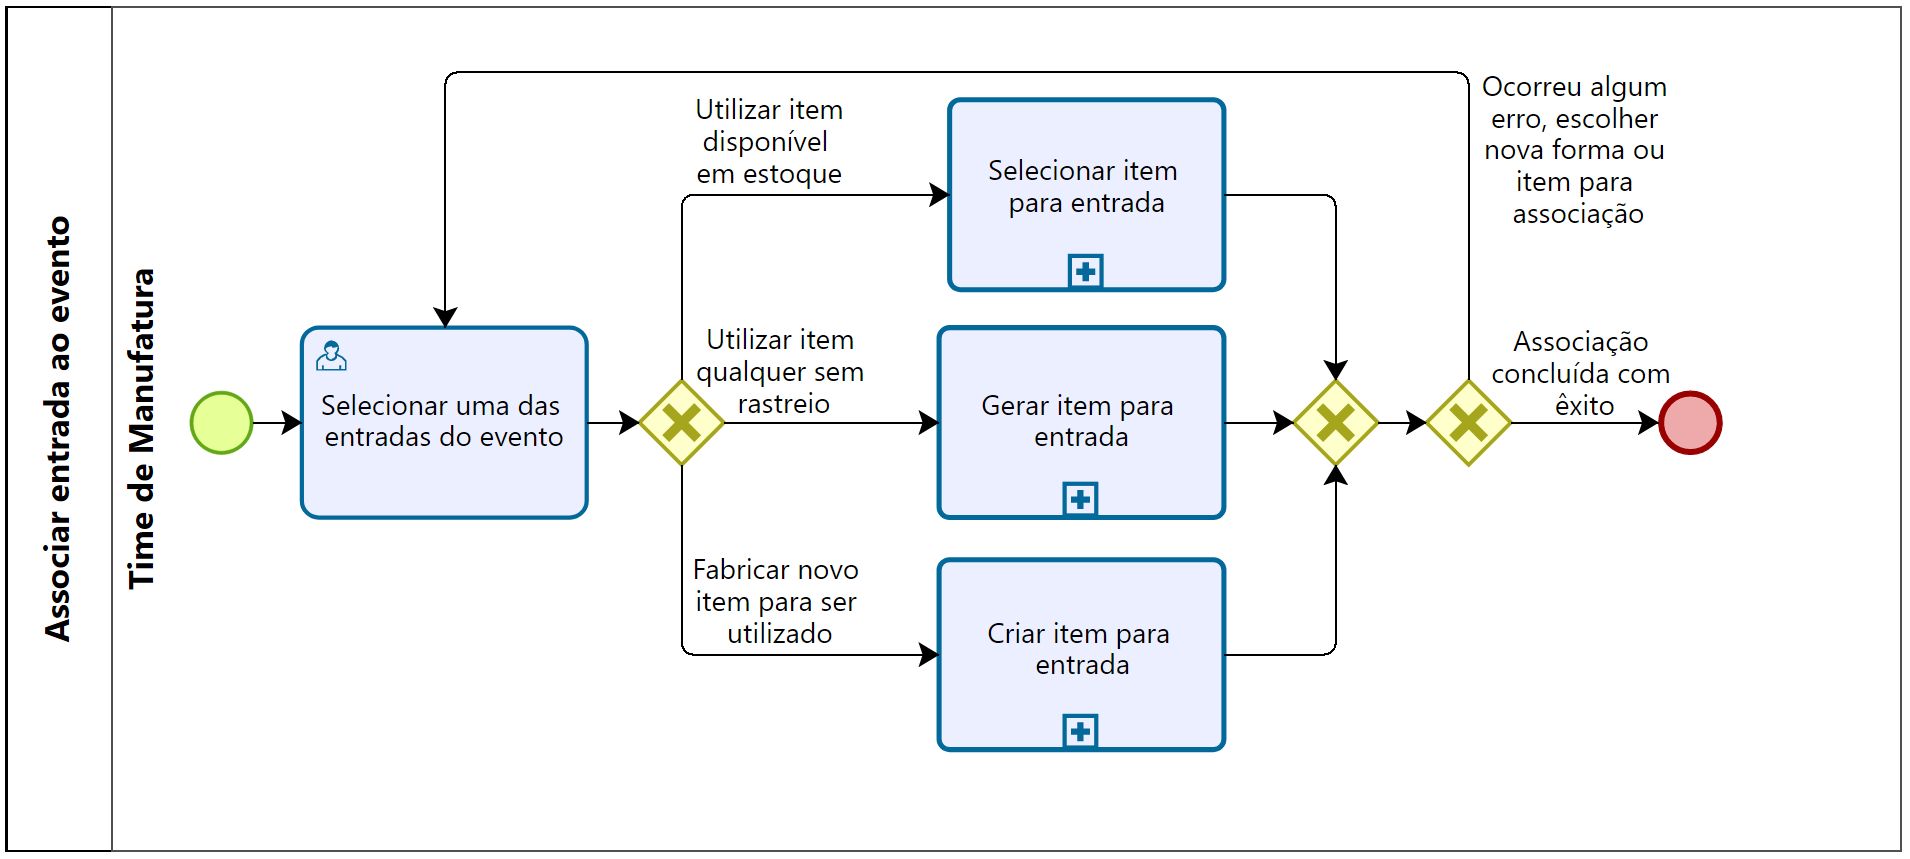 Associar entrada ao evento
Time de Manufatura
Selecionar uma das
entradas do evento
Utilizar item
disponível
em estoque
Selecionar item
para entrada
Utilizar item
qualquer sem
rastreio
Gerar item para
entrada
Fabricar novo
item para ser
utilizado
Criar item para
entrada
Ocorreu algum
erro, escolher
nova forma ou
item para
associação
Associação
concluída com
êxito